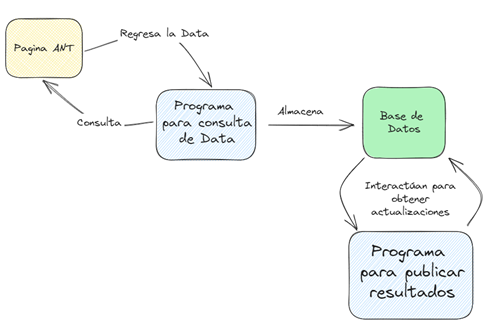 Regresa la Data
Pagina ANT
Programa
para consulta
de Data
Consulta
Almacena
Base de
Datos
Interactúan para
obtener
actualizaciones
Programa
para publicar
resultados